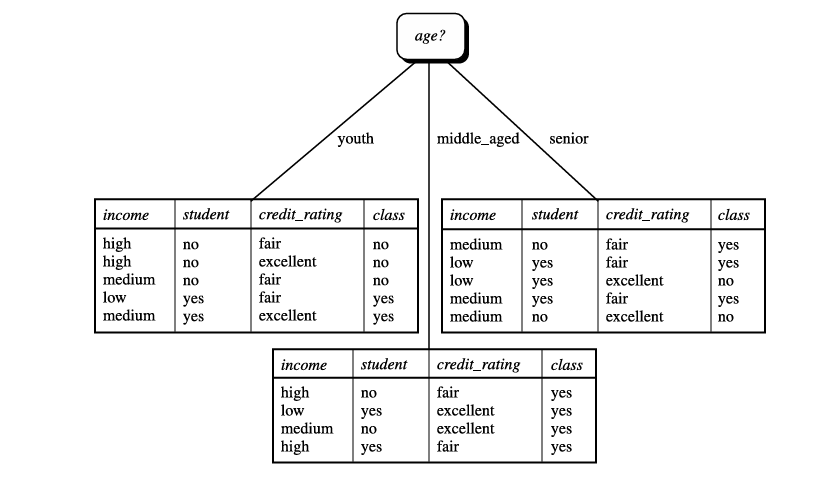 age?
youth
middle_aged
senior
income student credit_rating class
high no fair no
high no excellent no
medium no fair no
low yes fair yes
medium yes excellent yes
income student credit_rating class
medium no fair yes
low yes fair yes
low yes excellent no
medium yes fair yes
medium no excellent no
income student credit_rating class
high no fair yes
low yes excellent yes
medium no excellent yes
high yes fair yes